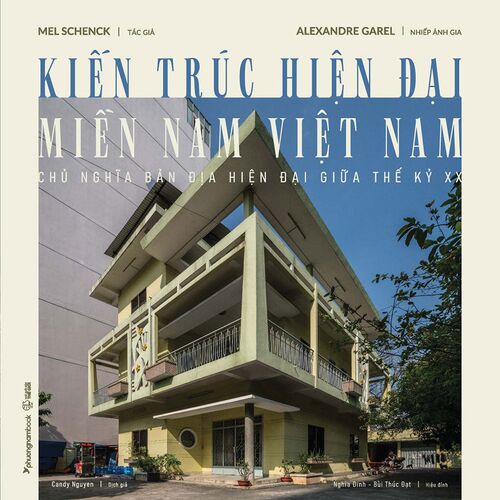 MEL SCHENCK | TÁC GIẢ
ALEXANDRE GAREL | NHIẾP ẢNH GIA
KIẾN TRÚC HIỆN ĐẠI
MIỀN NAM VIỆT NAM
CHỦ NGHĨA BẢN ĐỊA HIỆN ĐẠI GIỮA THẾ KỶ XX
phuongnambook
Candy Nguyen | Dịch giả
Nghĩa Đinh - Bùi Thúc Đạt | Hiệu đính